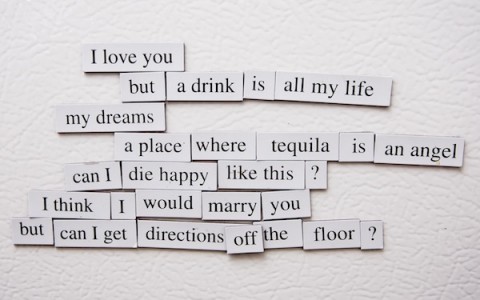 I love you
but a drink is all my life
my dreams
a place where tequila is an angel
can I die happy like this ?
I think I would marry you
but can I get directions off the floor ?